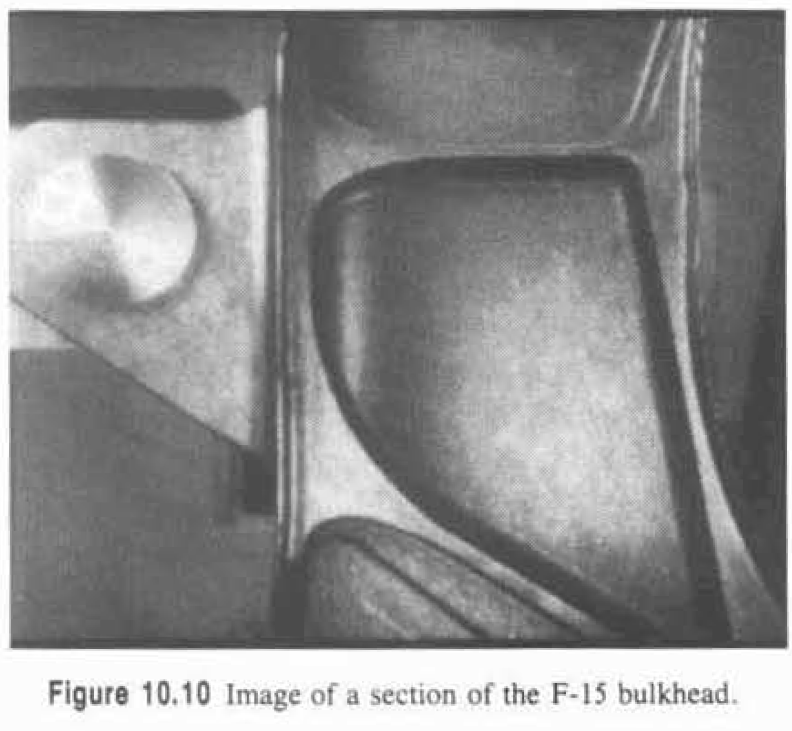 Figure 10.10 Image of a section of the F-15 bulkhead.